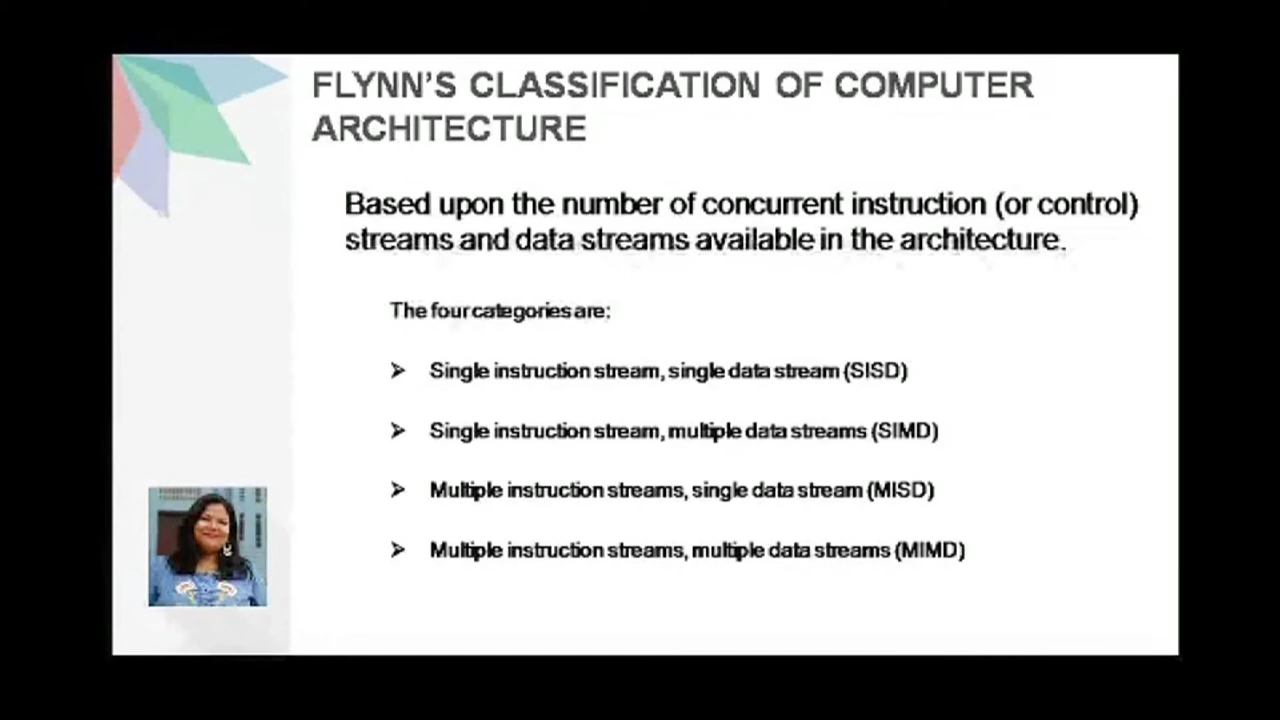 FLYNN'S CLASSIFICATION OF COMPUTER
ARCHITECTURE
Based upon the number of concurrent instruction (or control)
streams and data streams available in the architecture.
The four categories are:
➢ Single instruction stream, single data stream (SISD)
➢ Single instruction stream, multiple data streams (SIMD)
➢ Multiple instruction streams, single data stream (MISD)
➢ Multiple instruction streams, multiple data streams (MIMD)